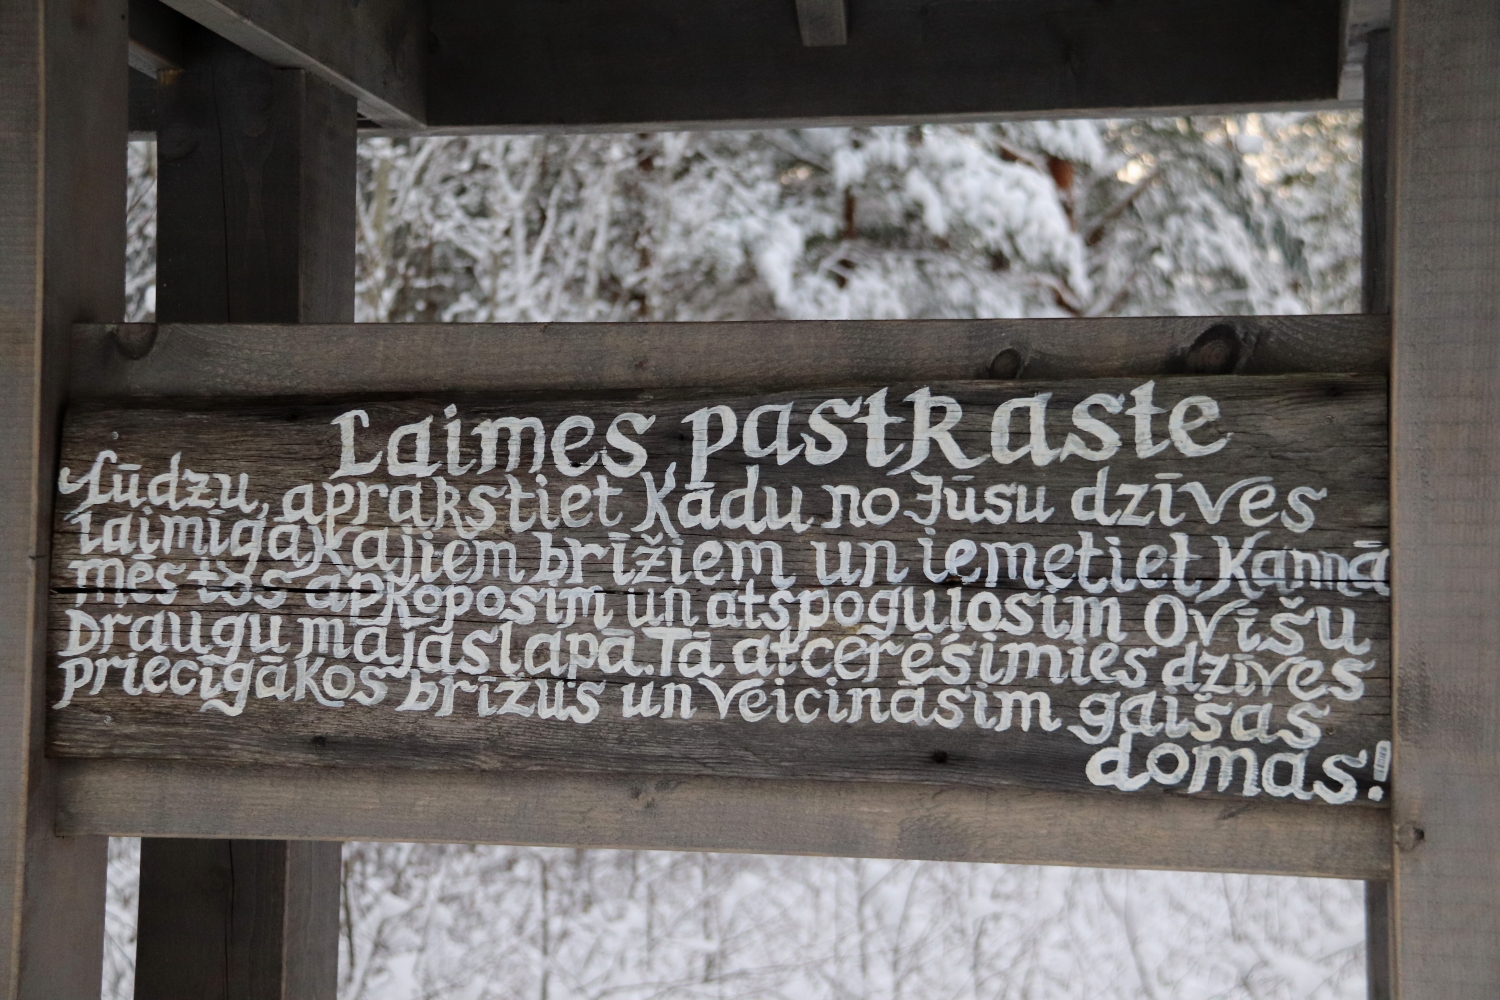 Laimes pastkaste
Lūdzu, aprakstiet kādu no Jūsu dzīves
laimīgākajiem brīžiem un iemetiet kannā
mēs tos apkoposim un atspoguļosim Ovīšu
Draugu mājaslapā. Tā atcerēsimies dzīves
priecīgākos brīžus un veicināsim gaišas
domas!